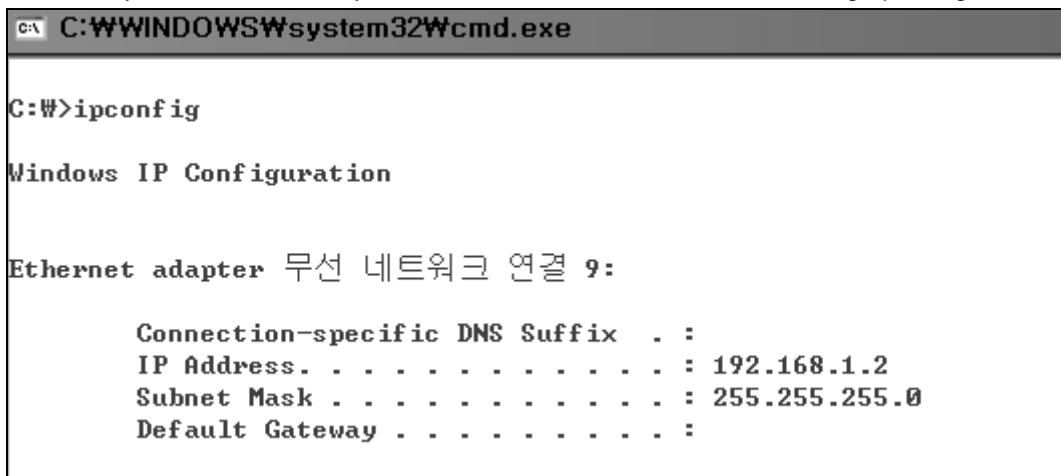 C:\ C:₩WINDOWS₩system32₩cmd.exe
C:₩>ipconfig
Windows IP Configuration
Ethernet adapter 무선 네트워크 연결 9:
Connection-specific DNS Suffix . :
IP Address. . . . . . . . . . . . : 192.168.1.2
Subnet Mask . . . . . . . . . . . : 255.255.255.0
Default Gateway . . . . . . . . . :